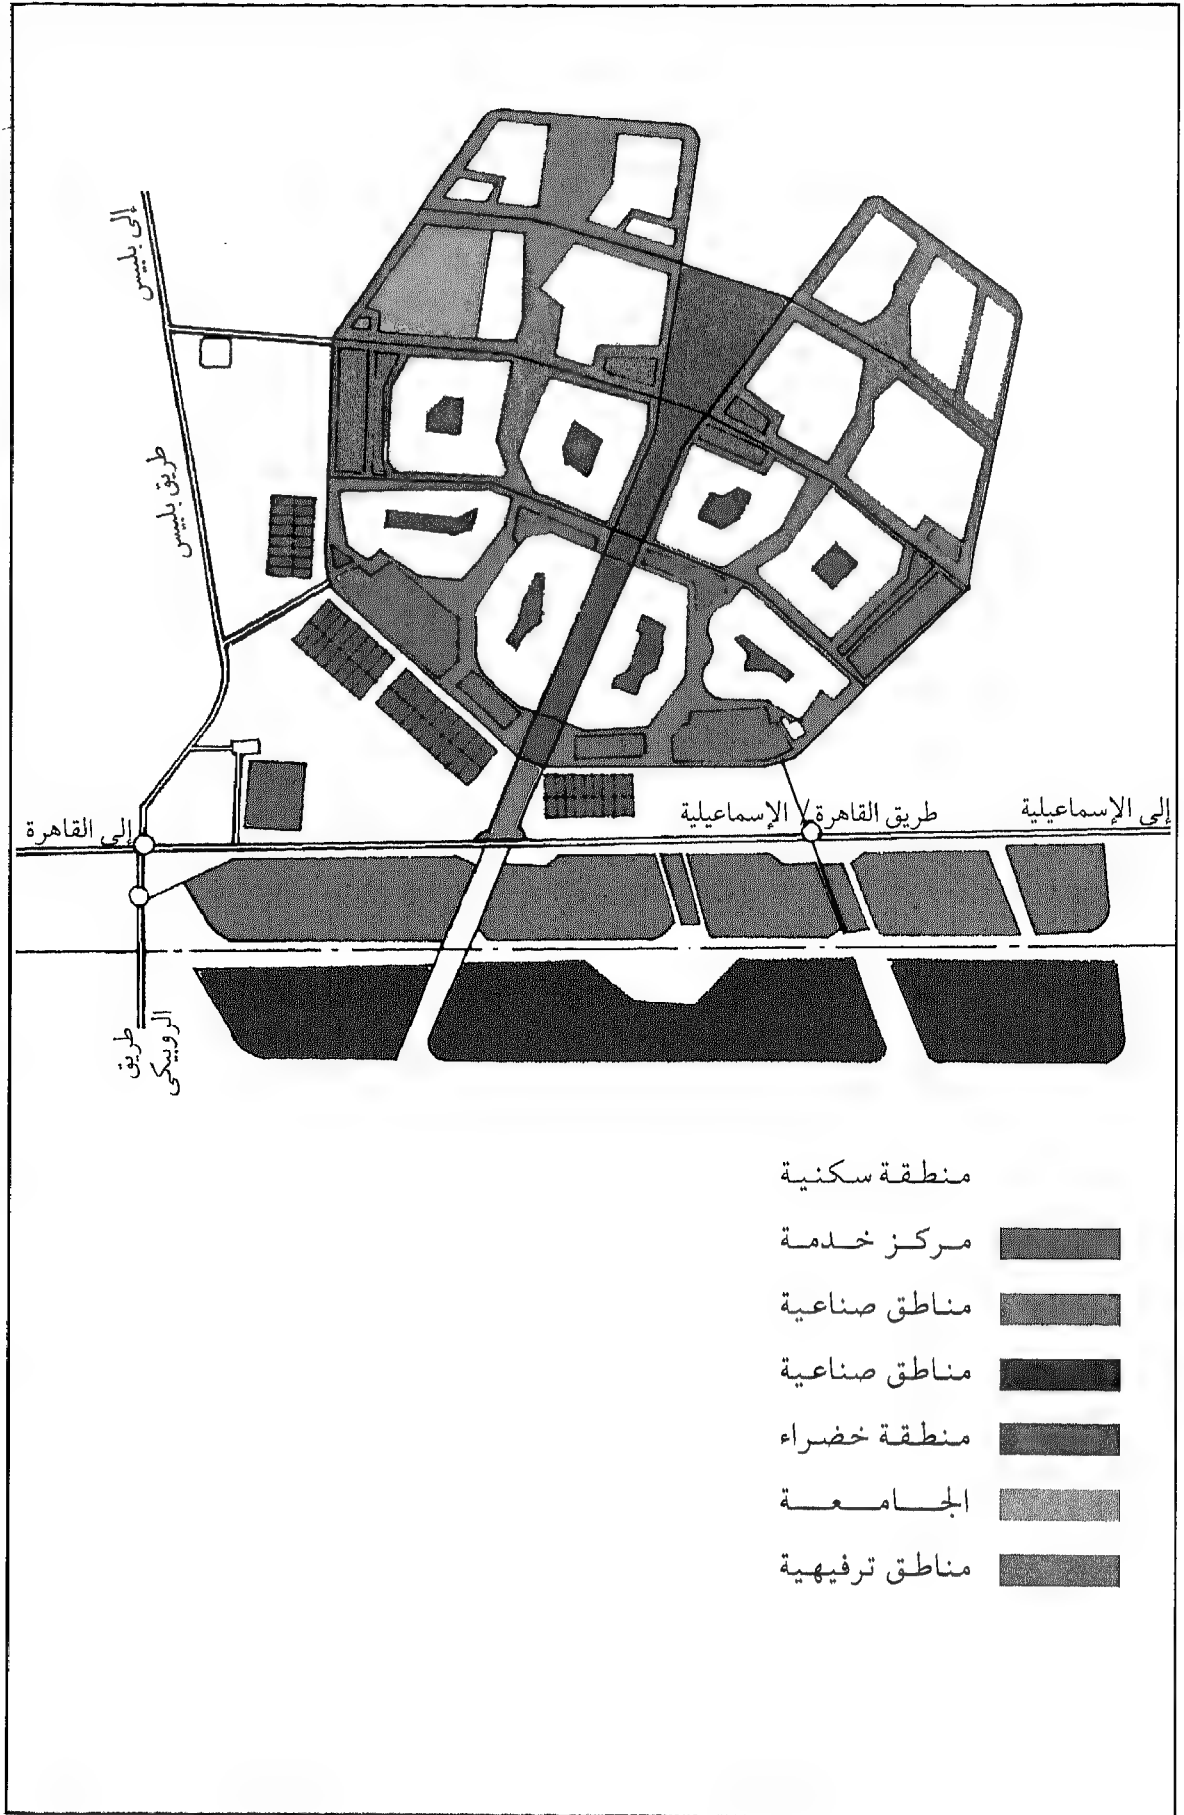 إلى بلبيس
طريق بلبيس
إلى القاهرة
طريق القاهرة / الإسماعيلية
إلى الإسماعيلية
طريق
الروبيكى
منطقة سكنية
مركز خدمة
مناطق صناعية
مناطق صناعية
منطقة خضراء
الجامعة
مناطق ترفيهية